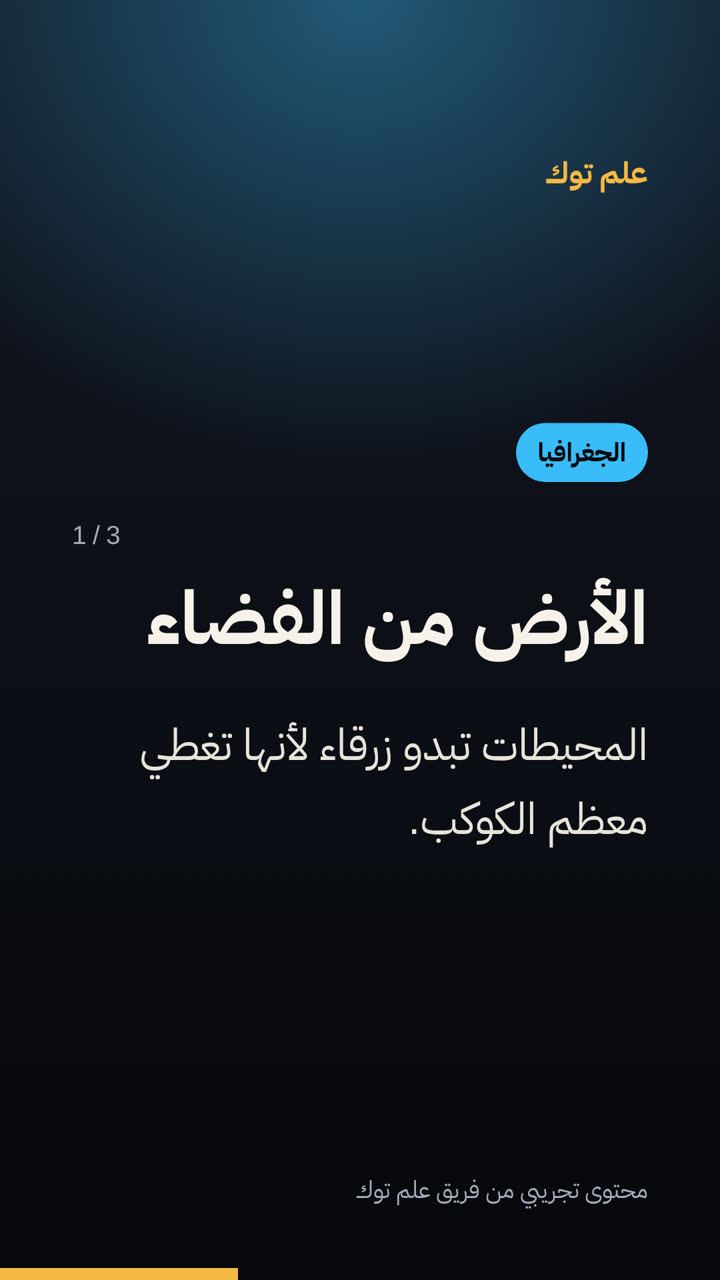 علم توك
الجغرافيا
1 / 3
الأرض من الفضاء
المحيطات تبدو زرقاء لأنها تغطي
معظم الكوكب.
محتوى تجريبي من فريق علم توك